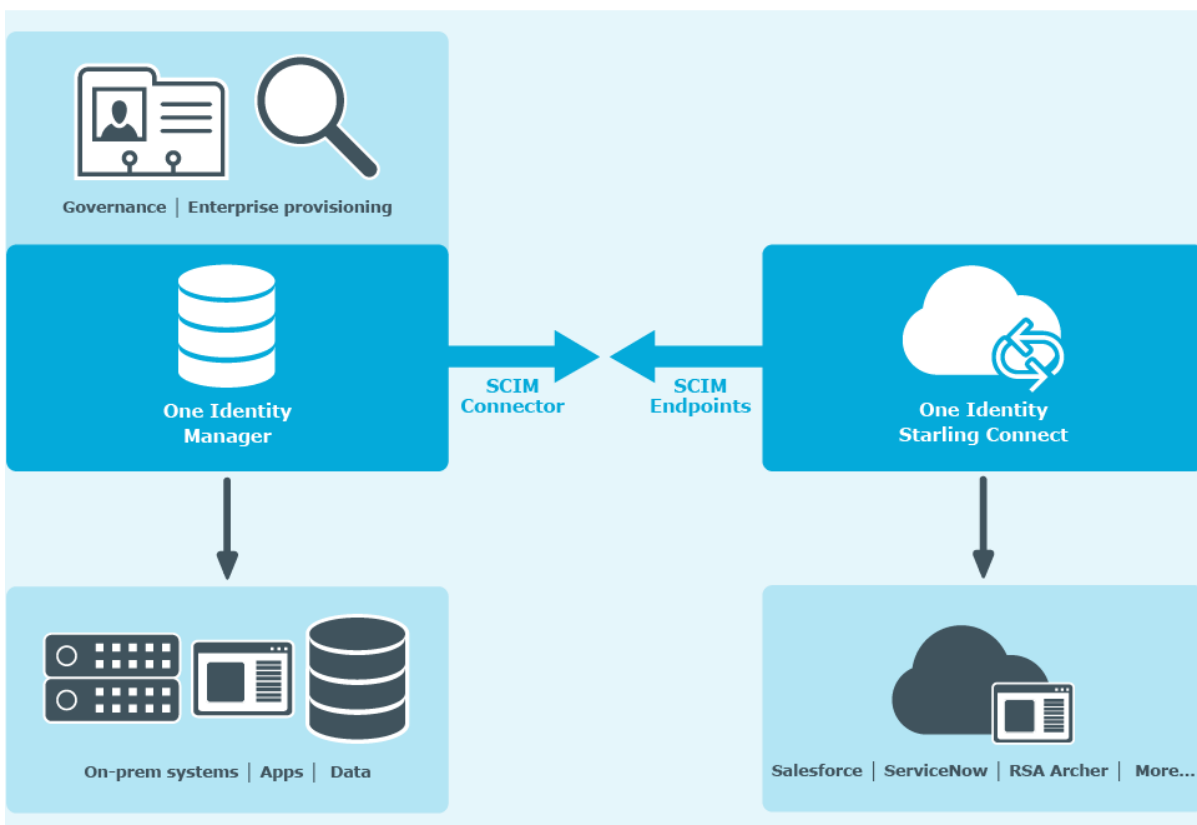 Governance | Enterprise provisioning
One Identity
Manager
SCIM
Connector
SCIM
Endpoints
One Identity
Starling Connect
On-prem systems | Apps | Data
Salesforce | ServiceNow | RSA Archer | More...